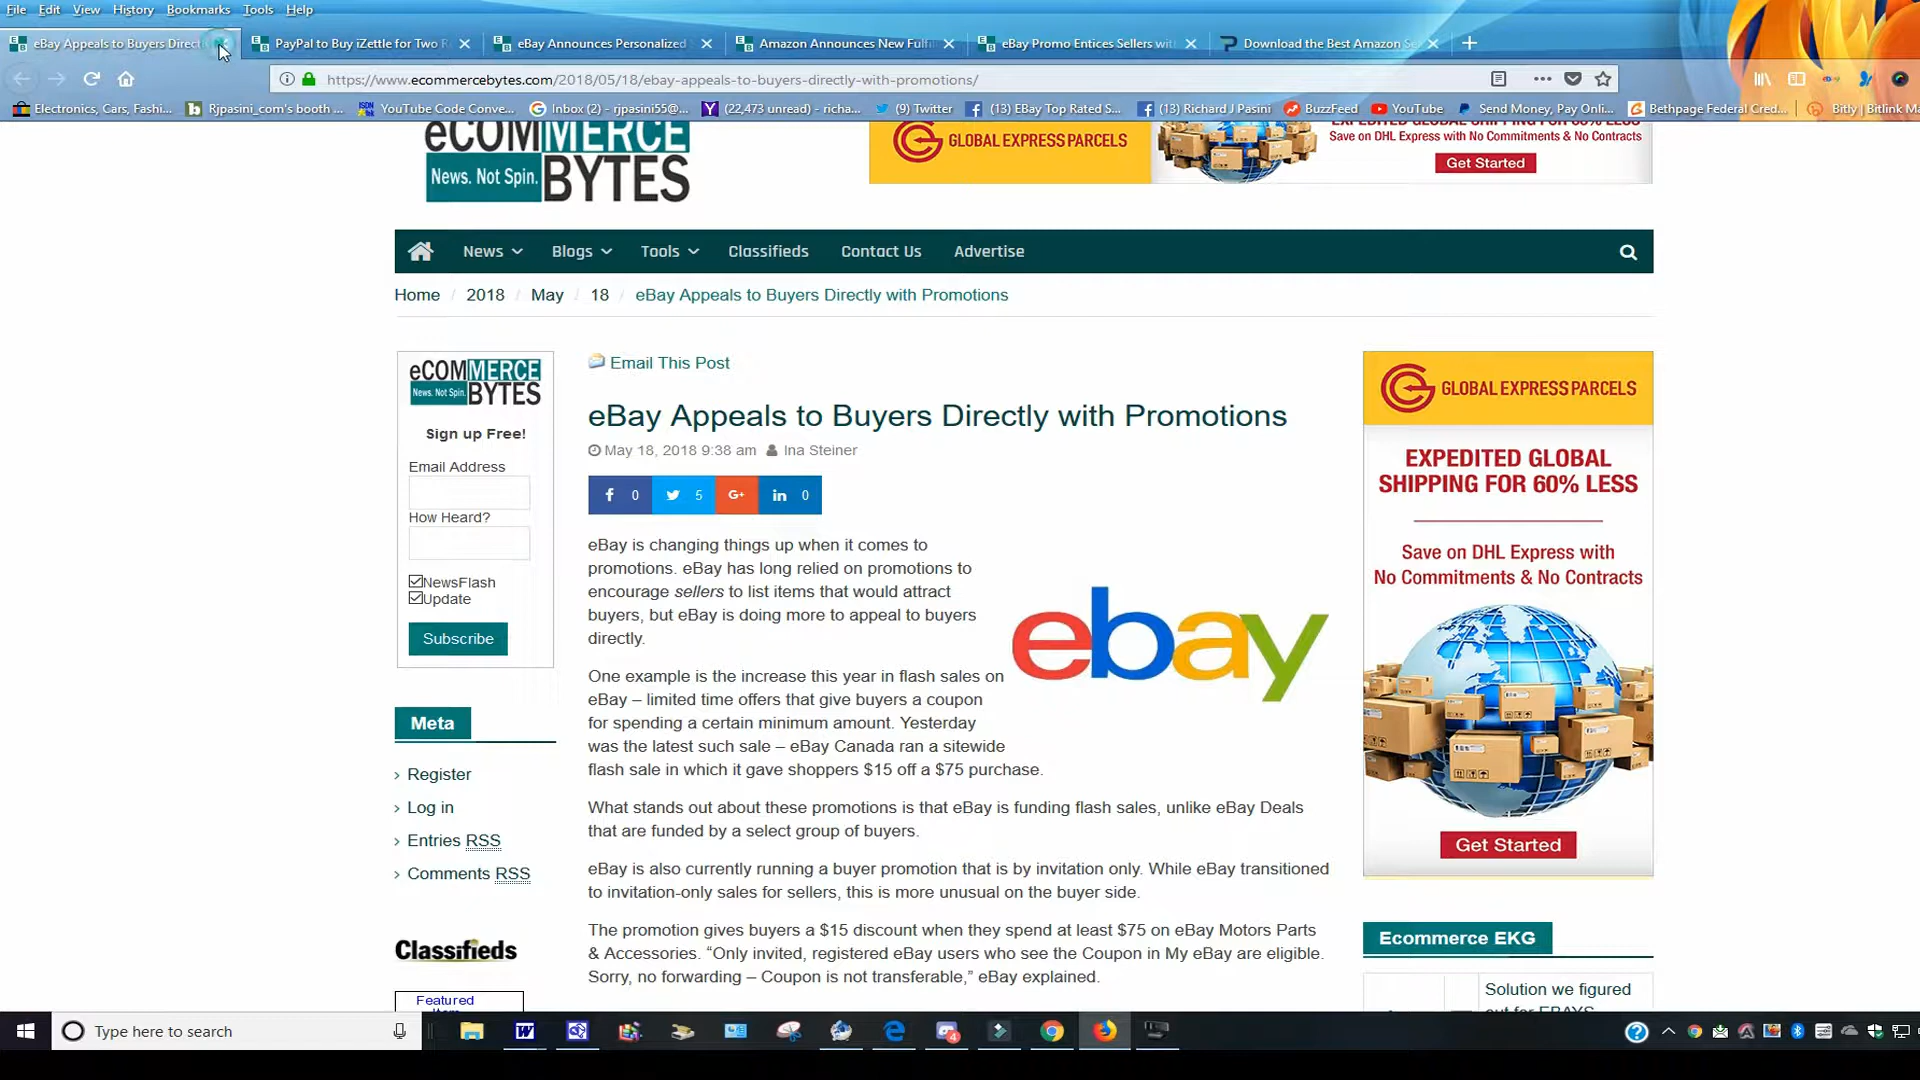 File Edit View History Bookmarks Tools Help
eBay Appeals to Buyers Direct
PayPal to Buy iZettle for Two
eBay Announces Personalized
Amazon Announces New Fulfi
eBay Promo Entices Sellers wit
Download the Best Amazon Se
https://www.ecommercebytes.com/2018/05/18/ebay-appeals-to-buyers-directly-with-promotions/
Electronics, Cars, Fashi...
Rjpasini_com's booth ...
YouTube Code Conve...
Inbox (2) - rjpasini55@...
(22,473 unread) - richa...
(9) Twitter
(13) EBay Top Rated S...
(13) Richard J Pasini
BuzzFeed
YouTube
Send Money, Pay Onli...
Bethpage Federal Cred...
Bitly | Bitlink Ma
eCOMMERCE
News. Not Spin. BYTES
GLOBAL EXPRESS PARCELS
Save on DHL Express with No Commitments & No Contracts
Get Started
News Blogs Tools Classifieds Contact Us Advertise
Home / 2018 / May / 18 / eBay Appeals to Buyers Directly with Promotions
eCOMMERCE
News. Not Spin. BYTES
Sign up Free!
Email Address
How Heard?
NewsFlash
Update
Subscribe
Meta
› Register
› Log in
› Entries RSS
› Comments RSS
Classifieds
Featured
Email This Post
eBay Appeals to Buyers Directly with Promotions
May 18, 2018 9:38 am Ina Steiner
0 5 G+ in 0
eBay is changing things up when it comes to
promotions. eBay has long relied on promotions to
encourage sellers to list items that would attract
buyers, but eBay is doing more to appeal to buyers
directly.
ebay
One example is the increase this year in flash sales on
eBay – limited time offers that give buyers a coupon
for spending a certain minimum amount. Yesterday
was the latest such sale – eBay Canada ran a sitewide
flash sale in which it gave shoppers $15 off a $75 purchase.
What stands out about these promotions is that eBay is funding flash sales, unlike eBay Deals
that are funded by a select group of buyers.
eBay is also currently running a buyer promotion that is by invitation only. While eBay transitioned
to invitation-only sales for sellers, this is more unusual on the buyer side.
The promotion gives buyers a $15 discount when they spend at least $75 on eBay Motors Parts
& Accessories. “Only invited, registered eBay users who see the Coupon in My eBay are eligible.
Sorry, no forwarding – Coupon is not transferable,” eBay explained.
GLOBAL EXPRESS PARCELS
EXPEDITED GLOBAL
SHIPPING FOR 60% LESS
Save on DHL Express with
No Commitments & No Contracts
Get Started
Ecommerce EKG
Solution we figured
Type here to search